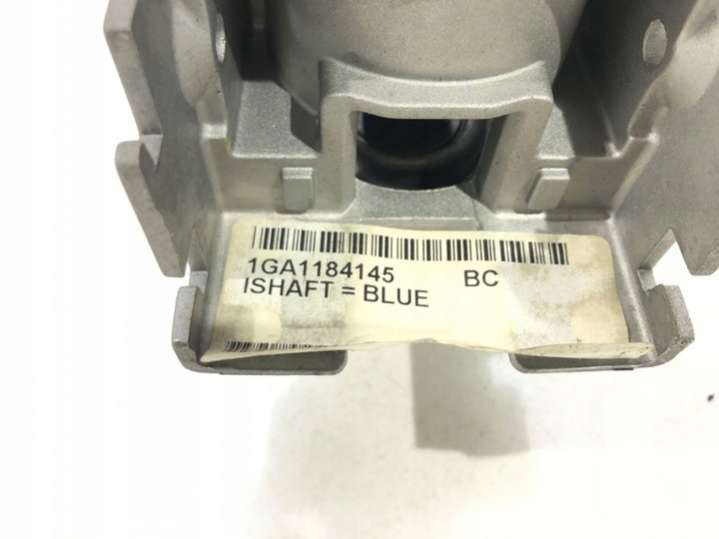 1GA1184145 BC
ISHAFT = BLUE